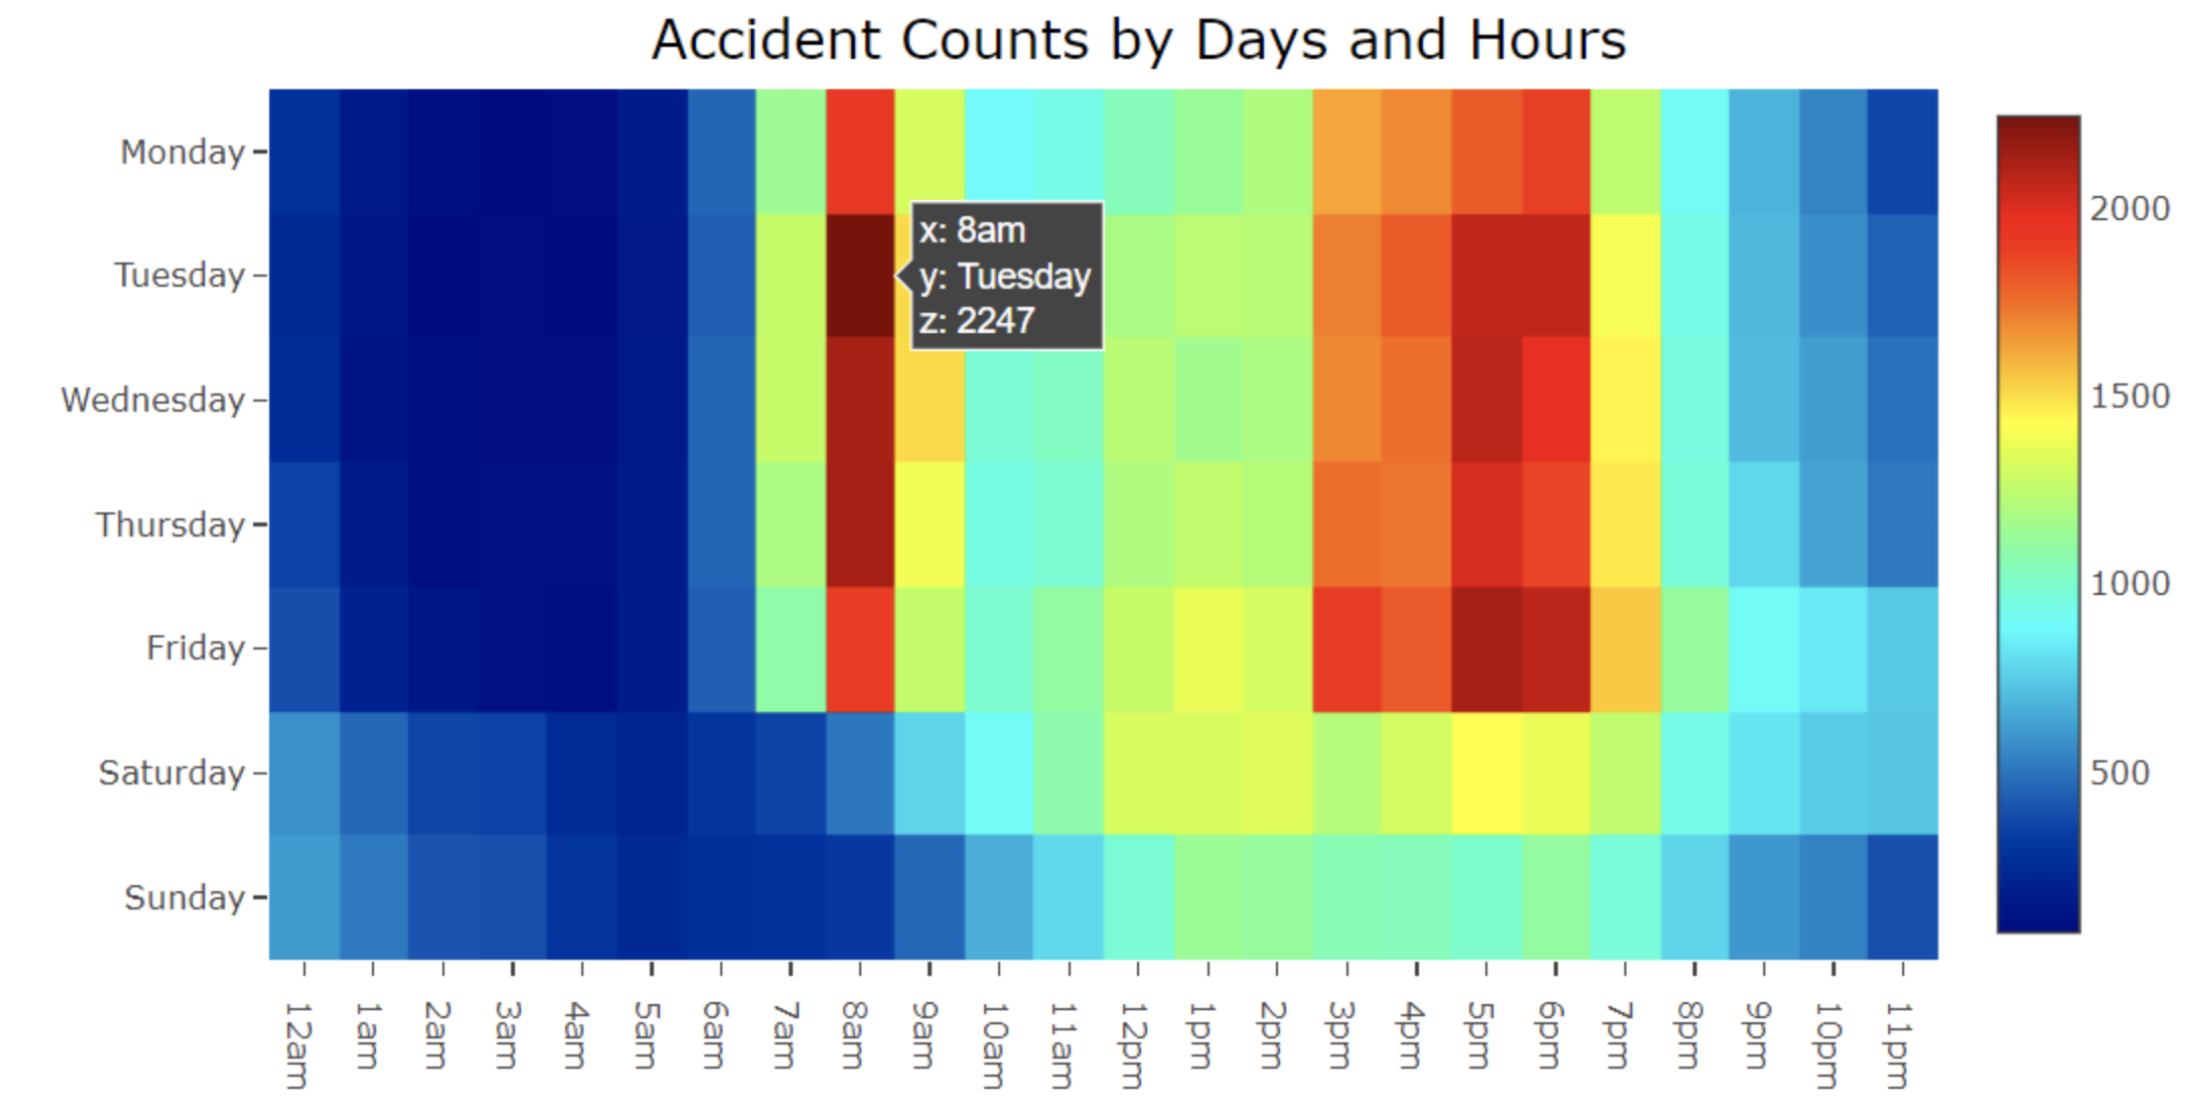 Accident Counts by Days and Hours
Monday
Tuesday
Wednesday
Thursday
Friday
Saturday
Sunday
x: 8am
y: Tuesday
z: 2247
2000
1500
1000
500
12am
1am
2am
3am
4am
5am
6am
7am
8am
9am
10am
11am
12pm
1pm
2pm
3pm
4pm
5pm
6pm
7pm
8pm
9pm
10pm
11pm